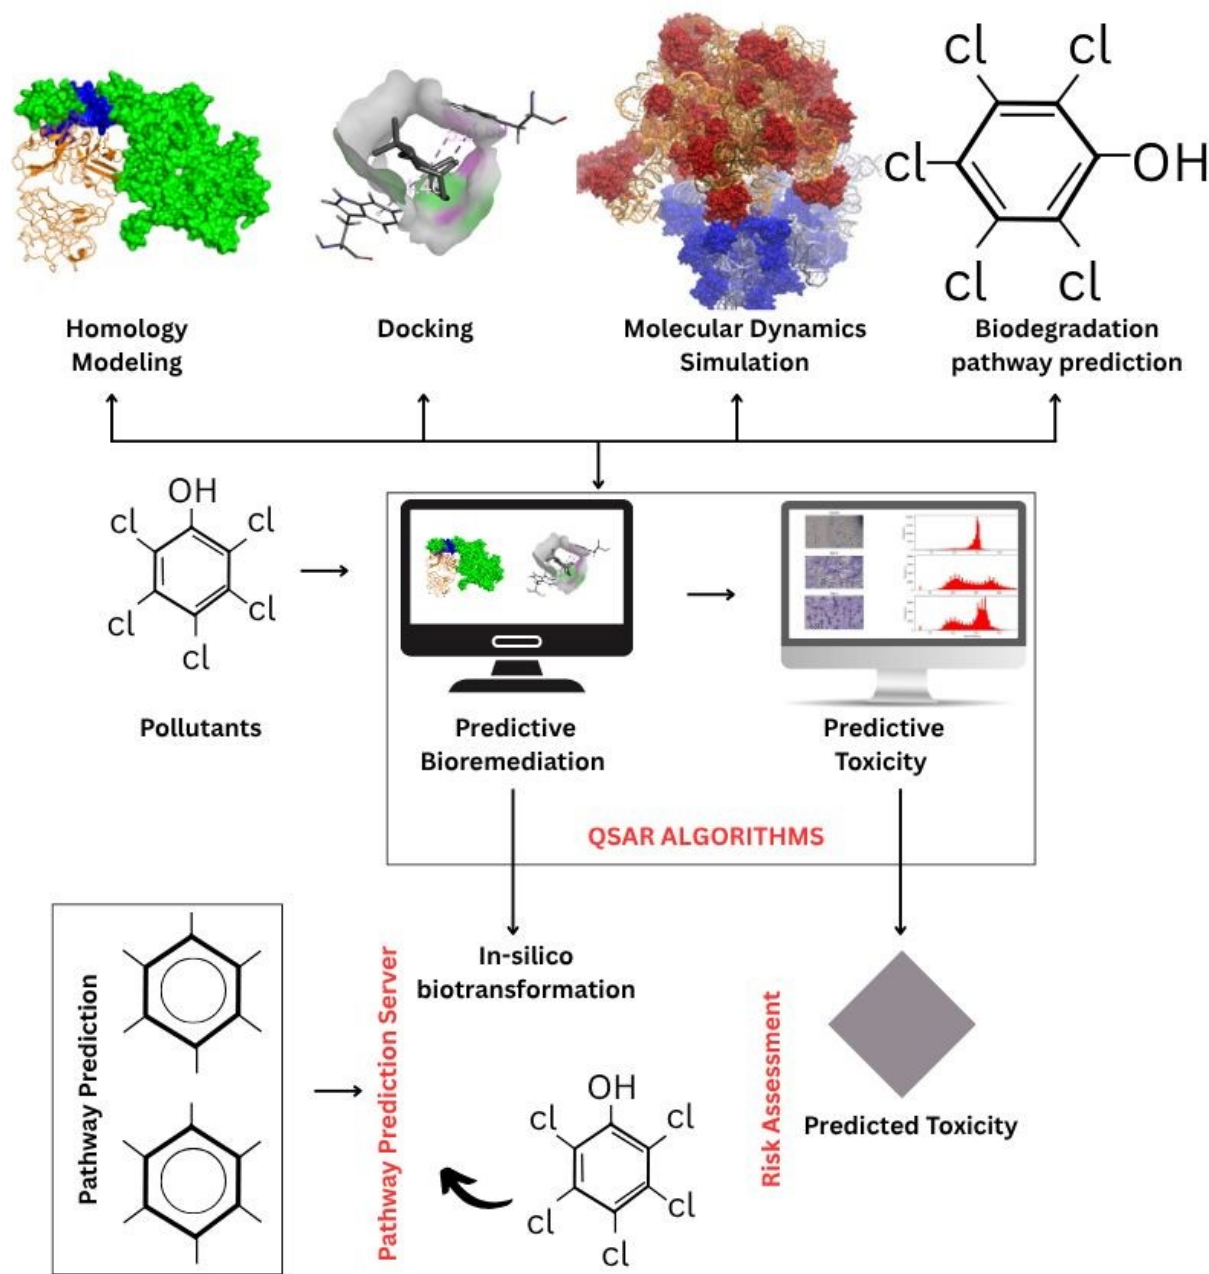 Cl
Cl
Cl
OH
Cl
Cl
Homology
Modeling
Docking
Molecular Dynamics
Simulation
Biodegradation
pathway prediction
OH
Cl
Cl
Cl
Cl
Cl
Pollutants
Predictive
Bioremediation
Predictive
Toxicity
QSAR ALGORITHMS
Pathway Prediction
Pathway Prediction Server
In-silico
biotransformation
OH
Cl
Cl
Cl
Cl
Cl
Risk Assessment
Predicted Toxicity